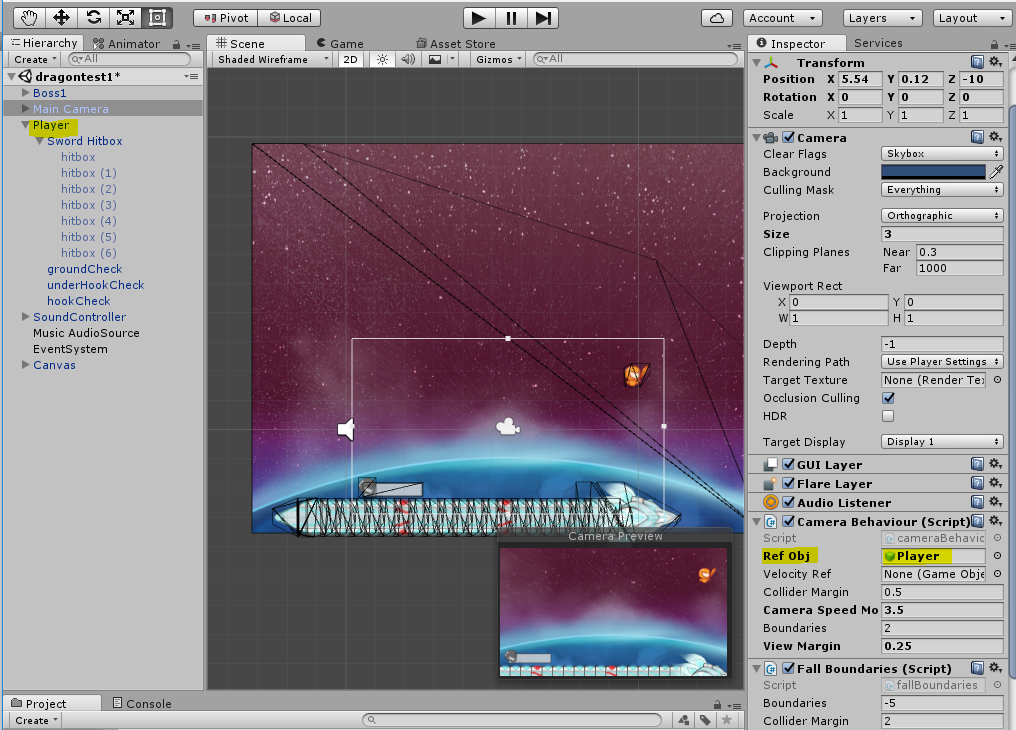 Pivot Local Account Layers Layout
Hierarchy Animator
Create All
dragontest1*
Boss1
Main Camera
Player
Sword Hitbox
hitbox
hitbox (1)
hitbox (2)
hitbox (3)
hitbox (4)
hitbox (5)
hitbox (6)
groundCheck
underHookCheck
hookCheck
SoundController
Music AudioSource
EventSystem
Canvas
Scene Game Asset Store
Shaded Wireframe 2D Gizmos All
Camera Preview
Project Console
Create
Inspector Services
Transform
Position X 5.54 Y 0.12 Z -10
Rotation X 0 Y 0 Z 0
Scale X 1 Y 1 Z 1
Camera
Clear Flags Skybox
Background
Culling Mask Everything
Projection Orthographic
Size 3
Clipping Planes Near 0.3
Far 1000
Viewport Rect
X 0 Y 0
W 1 H 1
Depth -1
Rendering Path Use Player Settings
Target Texture None (Render Te
Occlusion Culling
HDR
Target Display Display 1
GUI Layer
Flare Layer
Audio Listener
Camera Behaviour (Script)
Script cameraBehavio
Ref Obj Player
Velocity Ref None (Game Obje
Collider Margin 0.5
Camera Speed Mo 3.5
Boundaries 2
View Margin 0.25
Fall Boundaries (Script)
Script fallBoundaries
Boundaries -5
Collider Margin 2